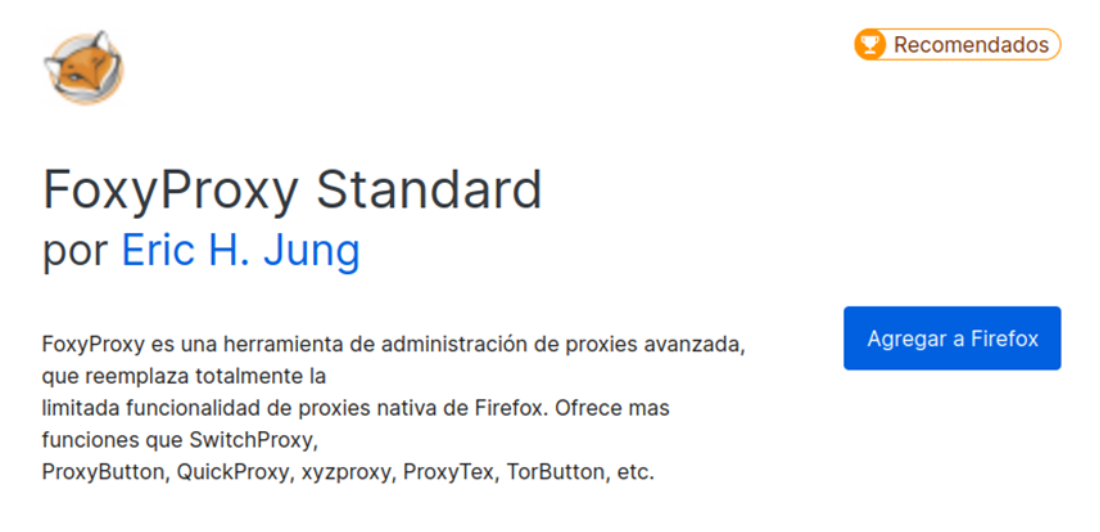 Recomendados
FoxyProxy Standard
por Eric H. Jung
FoxyProxy es una herramienta de administración de proxies avanzada,
que reemplaza totalmente la
limitada funcionalidad de proxies nativa de Firefox. Ofrece mas
funciones que SwitchProxy,
ProxyButton, QuickProxy, xyzproxy, ProxyTex, TorButton, etc.
Agregar a Firefox